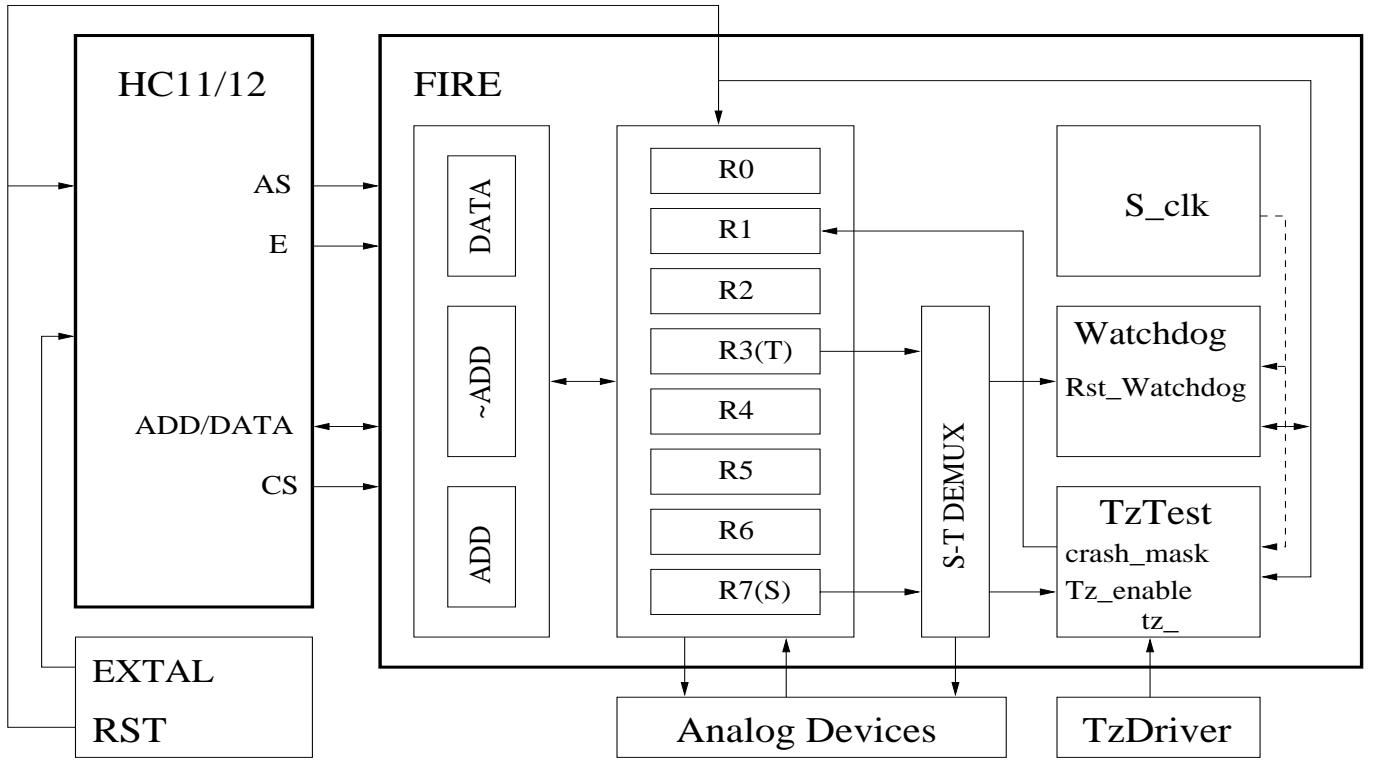 HC11/12
AS
E
ADD/DATA
CS
EXTAL
RST
FIRE
DATA
~ADD
ADD
R0
R1
R2
R3(T)
R4
R5
R6
R7(S)
S-T DEMUX
S_clk
Watchdog
Rst_Watchdog
TzTest
crash_mask
Tz_enable
tz_
Analog Devices
TzDriver